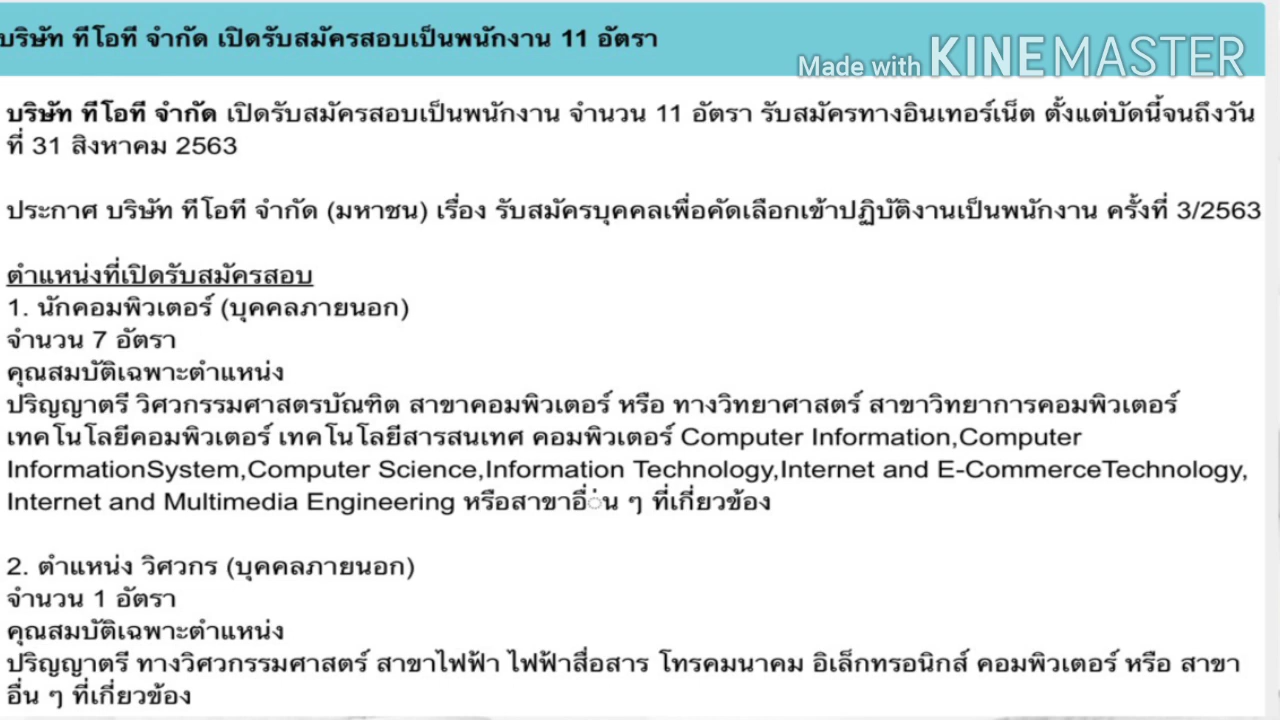 บริษัท ทีโอที จำกัด เปิดรับสมัครสอบเป็นพนักงาน 11 อัตรา
Made with KINEMASTER
บริษัท ทีโอที จำกัด เปิดรับสมัครสอบเป็นพนักงาน จำนวน 11 อัตรา รับสมัครทางอินเทอร์เน็ต ตั้งแต่บัดนี้จนถึงวัน
ที่ 31 สิงหาคม 2563
ประกาศ บริษัท ทีโอที จำกัด (มหาชน) เรื่อง รับสมัครบุคคลเพื่อคัดเลือกเข้าปฏิบัติงานเป็นพนักงาน ครั้งที่ 3/2563
ตำแหน่งที่เปิดรับสมัครสอบ
1. นักคอมพิวเตอร์ (บุคคลภายนอก)
จำนวน 7 อัตรา
คุณสมบัติเฉพาะตำแหน่ง
ปริญญาตรี วิศวกรรมศาสตรบัณฑิต สาขาคอมพิวเตอร์ หรือ ทางวิทยาศาสตร์ สาขาวิทยาการคอมพิวเตอร์
เทคโนโลยีคอมพิวเตอร์ เทคโนโลยีสารสนเทศ คอมพิวเตอร์ Computer Information,Computer
InformationSystem,Computer Science,Information Technology,Internet and E-CommerceTechnology,
Internet and Multimedia Engineering หรือสาขาอื่่น ๆ ที่เกี่ยวข้อง
2. ตำแหน่ง วิศวกร (บุคคลภายนอก)
จำนวน 1 อัตรา
คุณสมบัติเฉพาะตำแหน่ง
ปริญญาตรี ทางวิศวกรรมศาสตร์ สาขาไฟฟ้า ไฟฟ้าสื่อสาร โทรคมนาคม อิเล็กทรอนิกส์ คอมพิวเตอร์ หรือ สาขา
อื่น ๆ ที่เกี่ยวข้อง